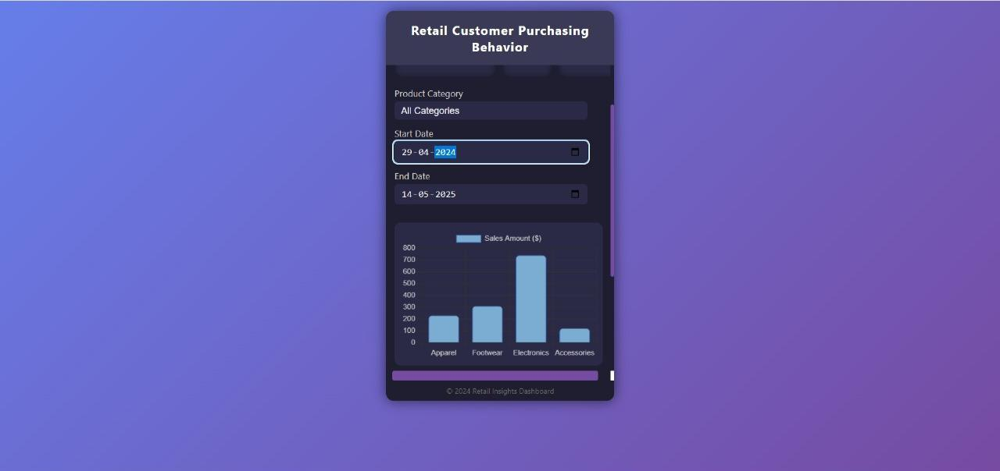 Retail Customer Purchasing
Behavior
Product Category
All Categories
Start Date
29-04-2024
End Date
14-05-2025
Sales Amount ($)
800
700
600
500
400
300
200
100
0
Apparel Footwear Electronics Accessories
© 2024 Retail Insights Dashboard